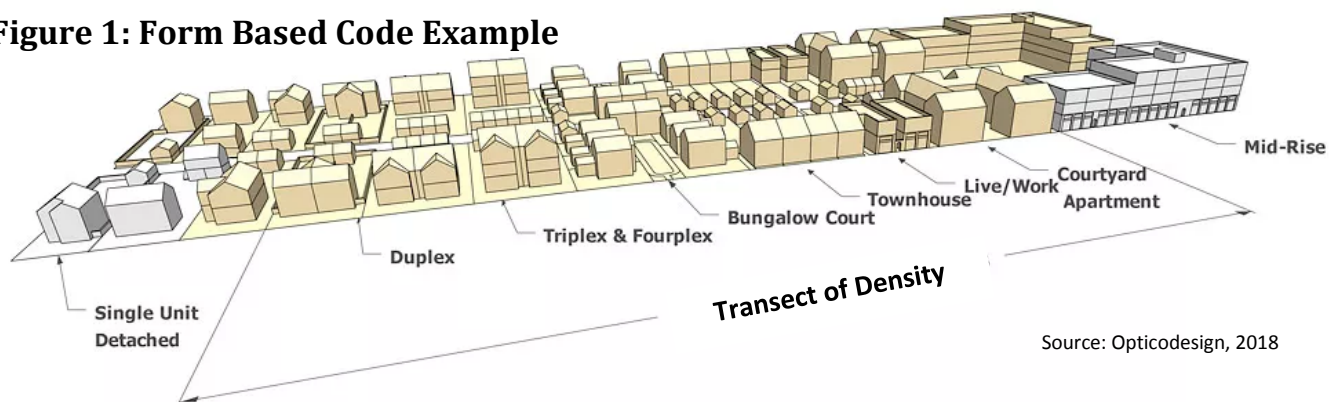 Figure 1: Form Based Code Example
Mid-Rise
Courtyard
Apartment
Live/Work
Townhouse
Bungalow Court
Triplex & Fourplex
Duplex
Single Unit
Detached
Transect of Density
Source: Opticodesign, 2018